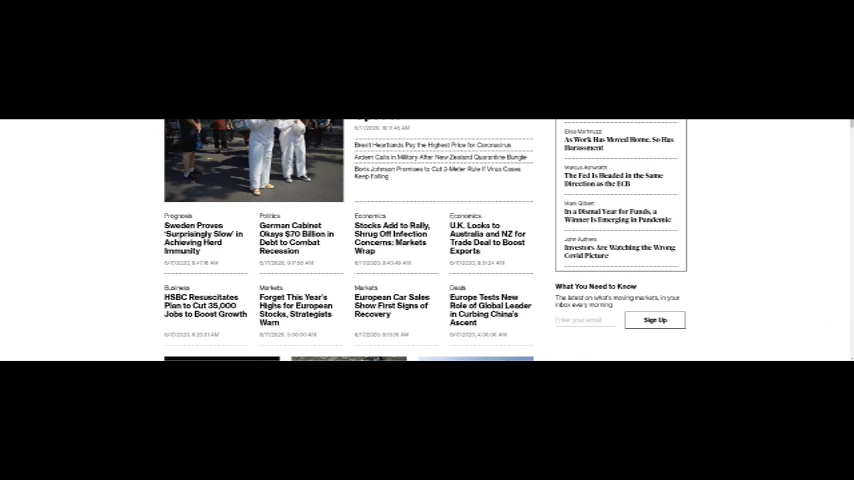 6/17/2020, 10:11:45 AM
Brexit Heartlands Pay the Highest Price for Coronavirus
Ardern Calls in Military After New Zealand Quarantine Bungle
Boris Johnson Promises to Cut 2-Meter Rule If Virus Cases
Keep Falling
Prognosis
Sweden Proves
‘Surprisingly Slow’ in
Achieving Herd
Immunity
Politics
German Cabinet
Okays $70 Billion in
Debt to Combat
Recession
Economics
Stocks Add to Rally,
Shrug Off Infection
Concerns: Markets
Wrap
Economics
U.K. Looks to
Australia and NZ for
Trade Deal to Boost
Exports
Business
HSBC Resuscitates
Plan to Cut 35,000
Jobs to Boost Growth
Markets
Forget This Year's
Highs for European
Stocks, Strategists
Warn
6/17/2020, 5:00:00 AM
Markets
European Car Sales
Show First Signs of
Recovery
Deals
Europe Tests New
Role of Global Leader
in Curbing China's
Ascent
Elisa Martinuzzi
As Work Has Moved Home, So Has
Harassment
Marcus Ashworth
The Fed Is Headed in the Same
Direction as the ECB
Mark Gilbert
In a Dismal Year for Funds, a
Winner Is Emerging in Pandemic
John Authers
Investors Are Watching the Wrong
Covid Picture
What You Need to Know
The latest on what's moving markets, in your
inbox every morning.
Enter your email
Sign Up